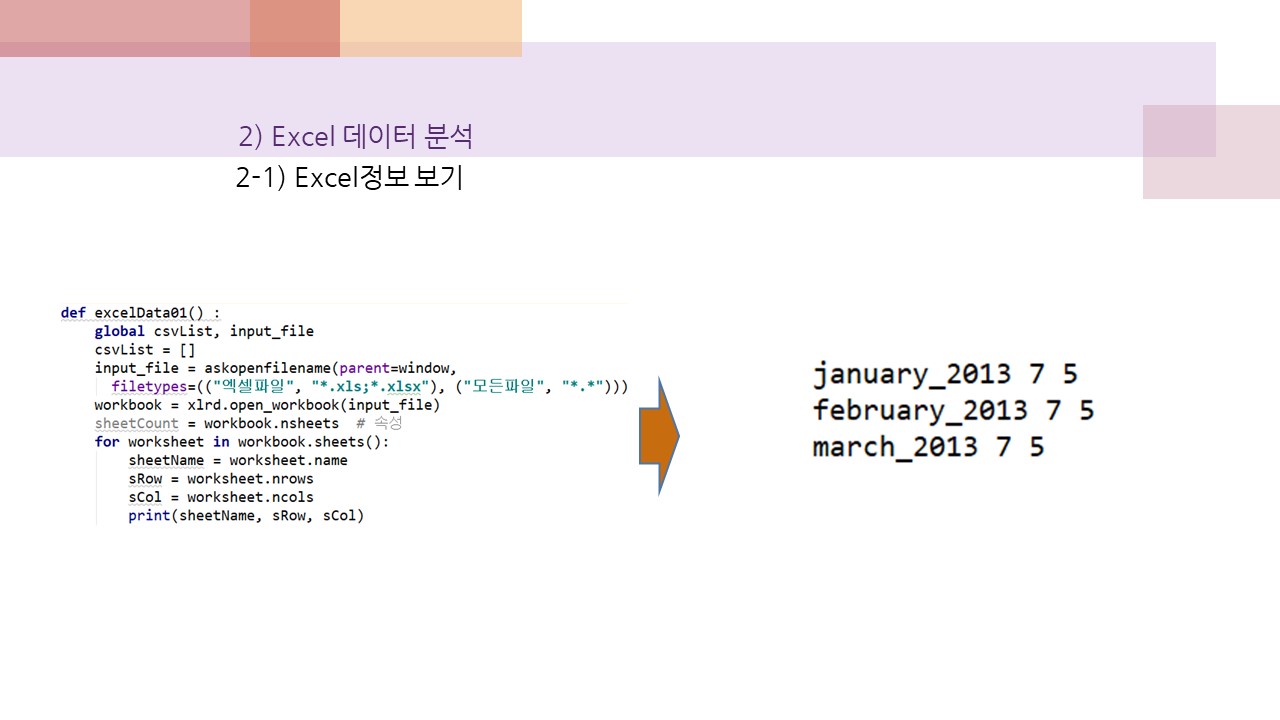 2) Excel 데이터 분석
2-1) Excel정보 보기
def excelData01() :
    global csvList, input_file
    csvList = []
    input_file = askopenfilename(parent=window,
      filetypes=(("엑셀파일", "*.xls;*.xlsx"), ("모든파일", "*.*")))
    workbook = xlrd.open_workbook(input_file)
    sheetCount = workbook.nsheets  # 속성
    for worksheet in workbook.sheets():
        sheetName = worksheet.name
        sRow = worksheet.nrows
        sCol = worksheet.ncols
        print(sheetName, sRow, sCol)
january_2013 7 5
february_2013 7 5
march_2013 7 5